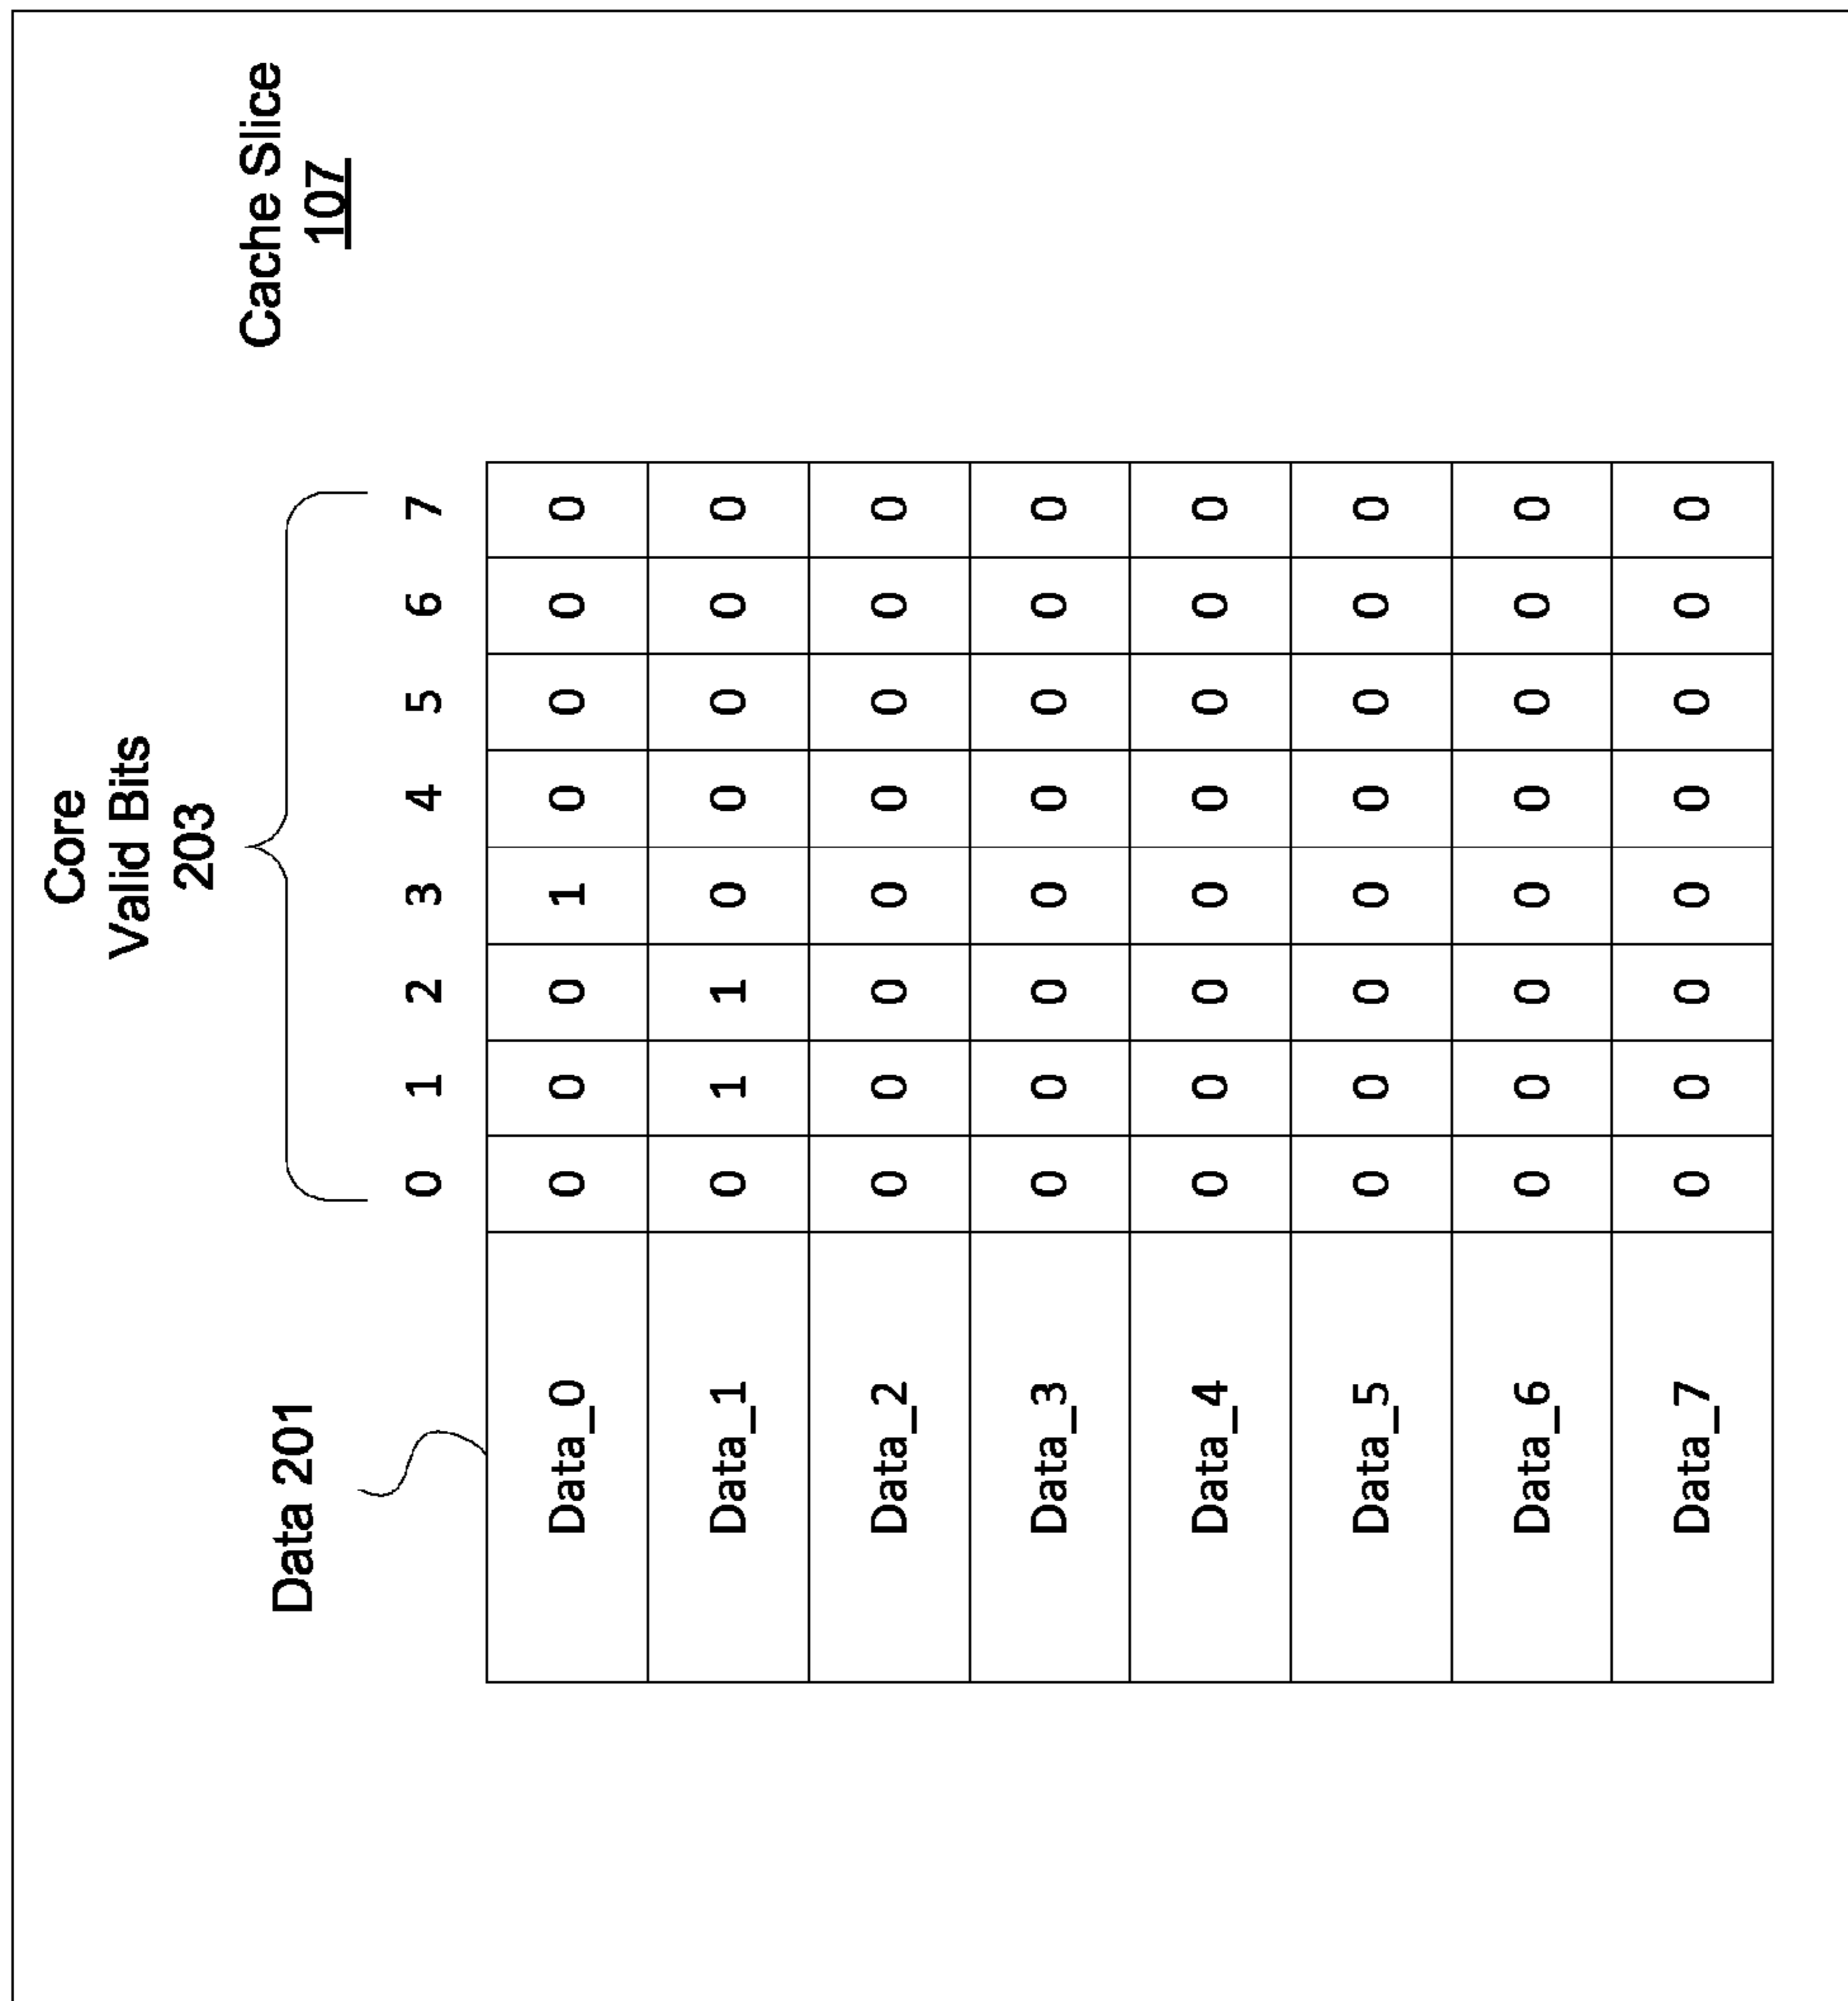 Core
Valid Bits
203
Cache Slice
107
Data 201
0 1 2 3 4 5 6 7
Data_0 0 0 0 1 0 0 0 0
Data_1 0 1 1 0 0 0 0 0
Data_2 0 0 0 0 0 0 0 0
Data_3 0 0 0 0 0 0 0 0
Data_4 0 0 0 0 0 0 0 0
Data_5 0 0 0 0 0 0 0 0
Data_6 0 0 0 0 0 0 0 0
Data_7 0 0 0 0 0 0 0 0